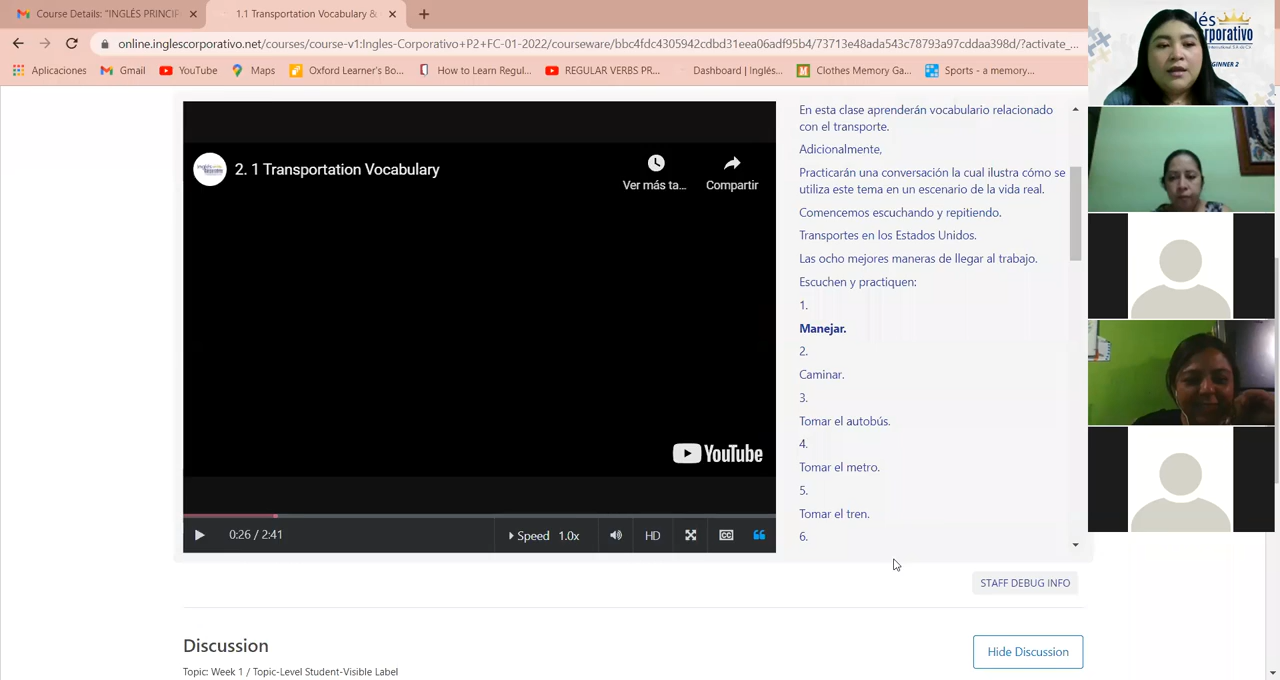 Course Details: "INGLÉS PRINCIF
1.1 Transportation Vocabulary &
online.inglescorporativo.net/courses/course-v1:Ingles-Corporativo+P2+FC-01-2022/courseware/bbc4fdc4305942cdbd31eea06adf95b4/73713e48ada543c78793a97cddaa398d/?activate_...
Aplicaciones
Gmail
YouTube
Maps
Oxford Learner's Bo...
How to Learn Regul...
REGULAR VERBS PR...
Dashboard | Inglés...
Clothes Memory Ga...
Sports - a memory...
2. 1 Transportation Vocabulary
Ver más ta...
Compartir
YouTube
0:26 / 2:41
Speed 1.0x
HD
CC
En esta clase aprenderán vocabulario relacionado
con el transporte.
Adicionalmente,
Practicarán una conversación la cual ilustra cómo se
utiliza este tema en un escenario de la vida real.
Comencemos escuchando y repitiendo.
Transportes en los Estados Unidos.
Las ocho mejores maneras de llegar al trabajo.
Escuchen y practiquen:
1.
Manejar.
2.
Caminar.
3.
Tomar el autobús.
4.
Tomar el metro.
5.
Tomar el tren.
6.
STAFF DEBUG INFO
Discussion
Hide Discussion
Topic: Week 1 / Topic-Level Student-Visible Label